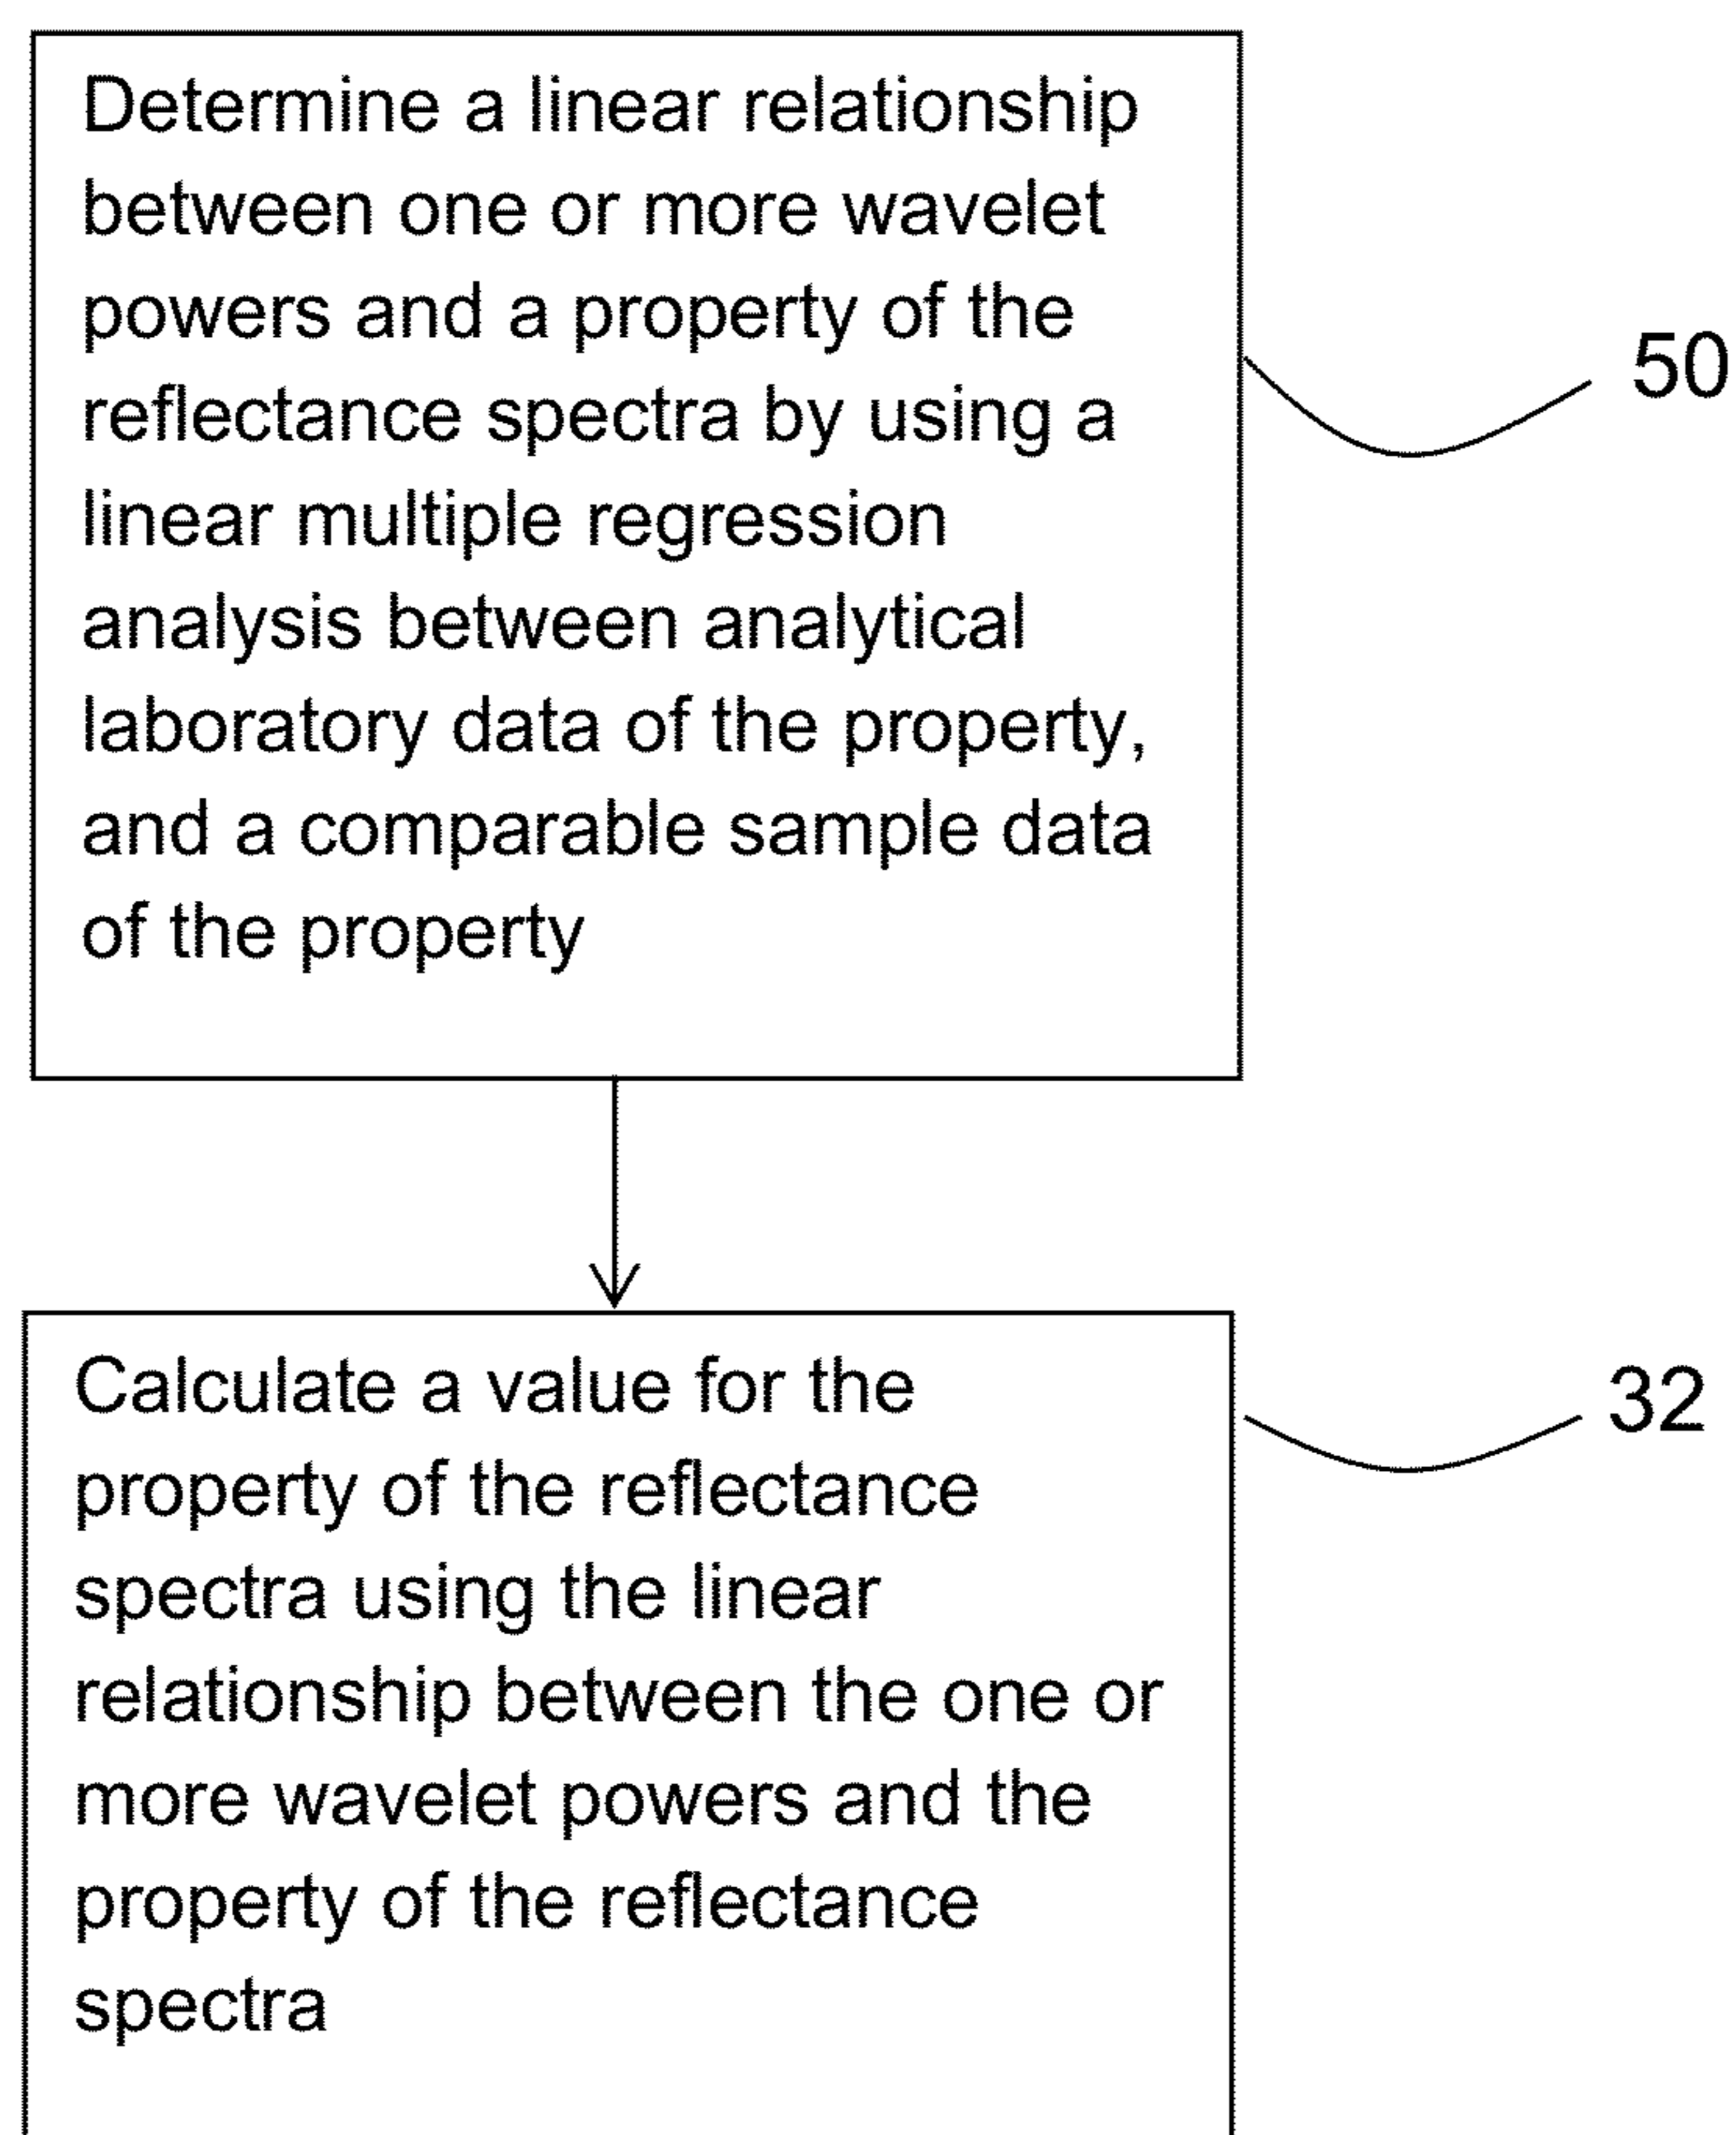 Determine a linear relationship
between one or more wavelet
powers and a property of the
reflectance spectra by using a
linear multiple regression
analysis between analytical
laboratory data of the property,
and a comparable sample data
of the property
50
Calculate a value for the
property of the reflectance
spectra using the linear
relationship between the one or
more wavelet powers and the
property of the reflectance
spectra
32